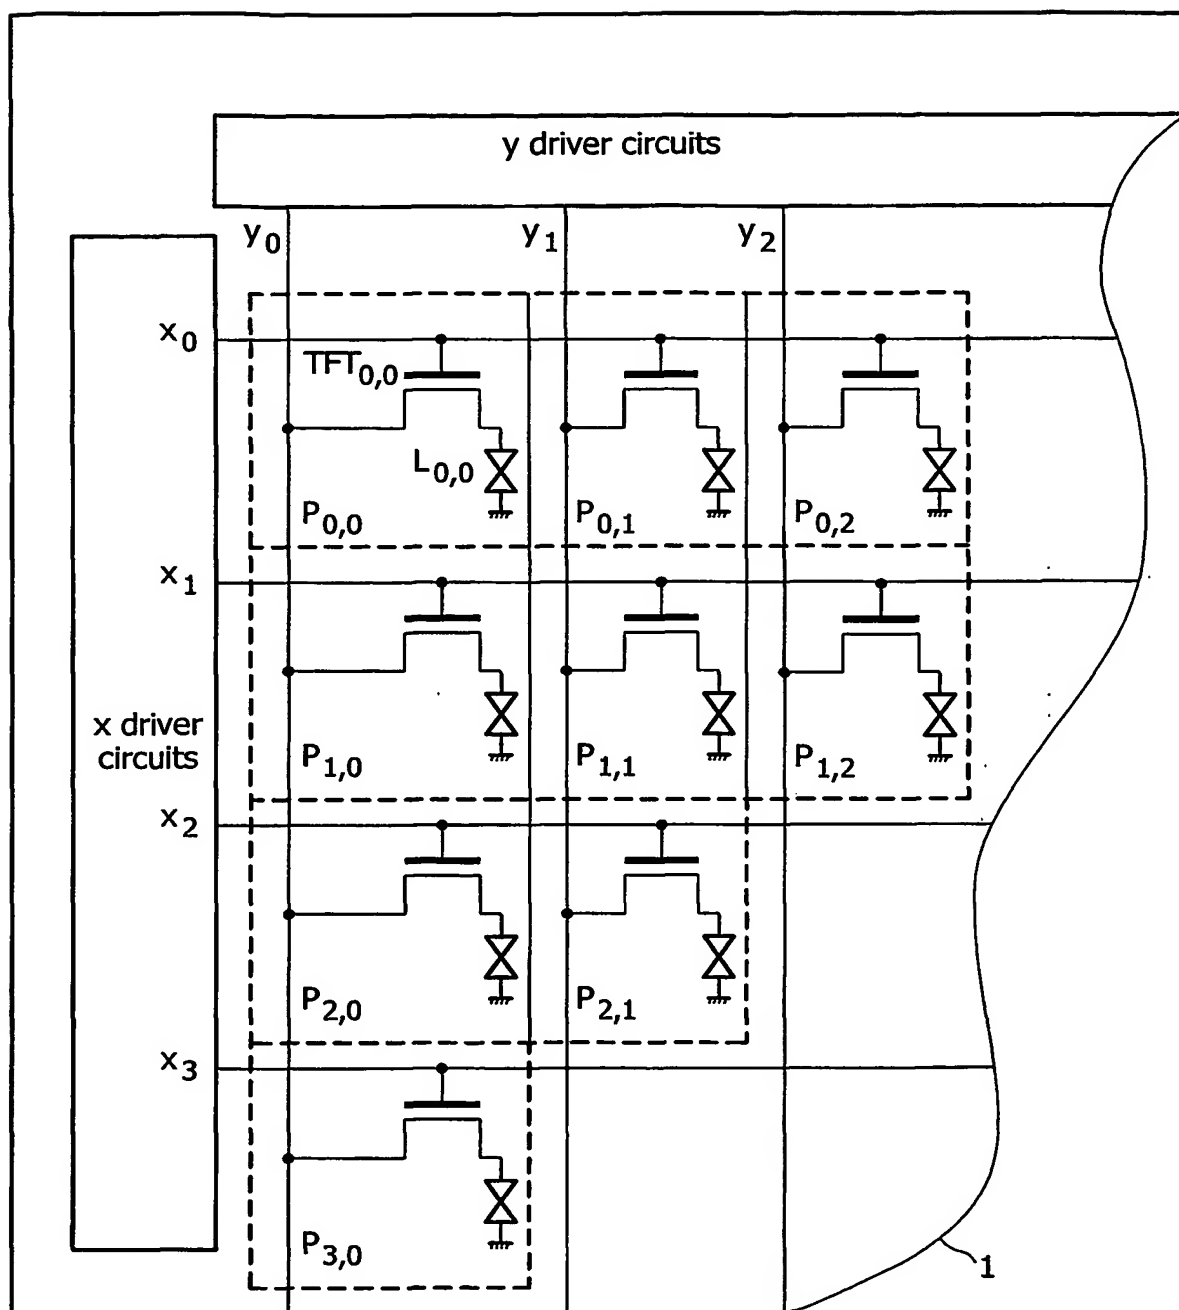 y driver circuits
y₀ y₁ y₂
x₀
TFT₀,₀
L₀,₀
P₀,₀ P₀,₁ P₀,₂
x₁
x driver
circuits
P₁,₀ P₁,₁ P₁,₂
x₂
P₂,₀ P₂,₁
x₃
P₃,₀
1